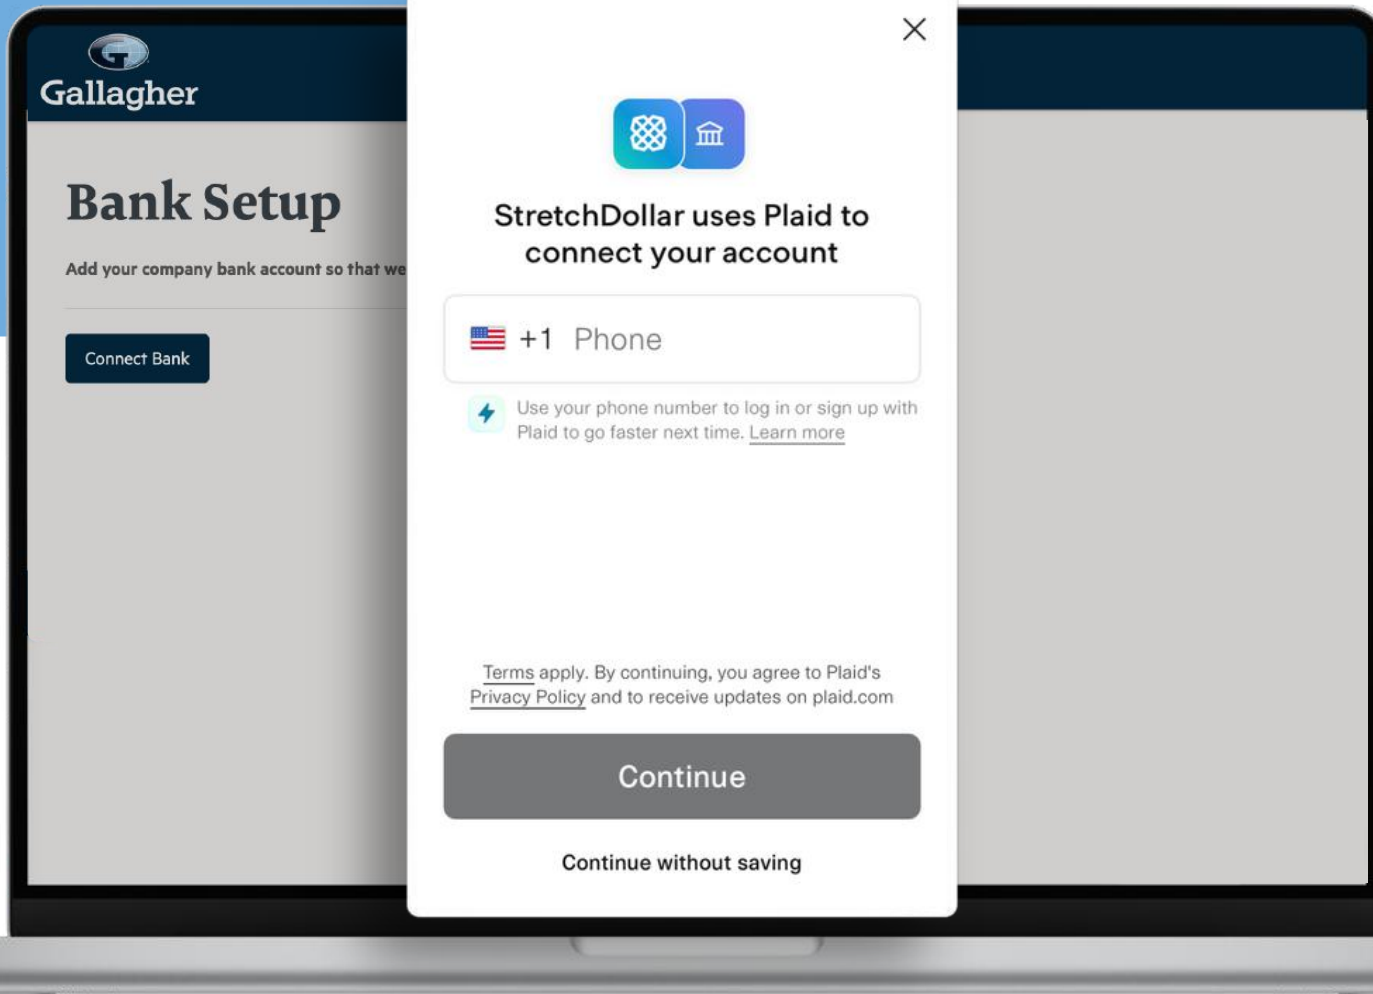 Gallagher
Bank Setup
Add your company bank account so that we
Connect Bank
StretchDollar uses Plaid to
connect your account
+1 Phone
Use your phone number to log in or sign up with
Plaid to go faster next time. Learn more
Terms apply. By continuing, you agree to Plaid's
Privacy Policy and to receive updates on plaid.com
Continue
Continue without saving